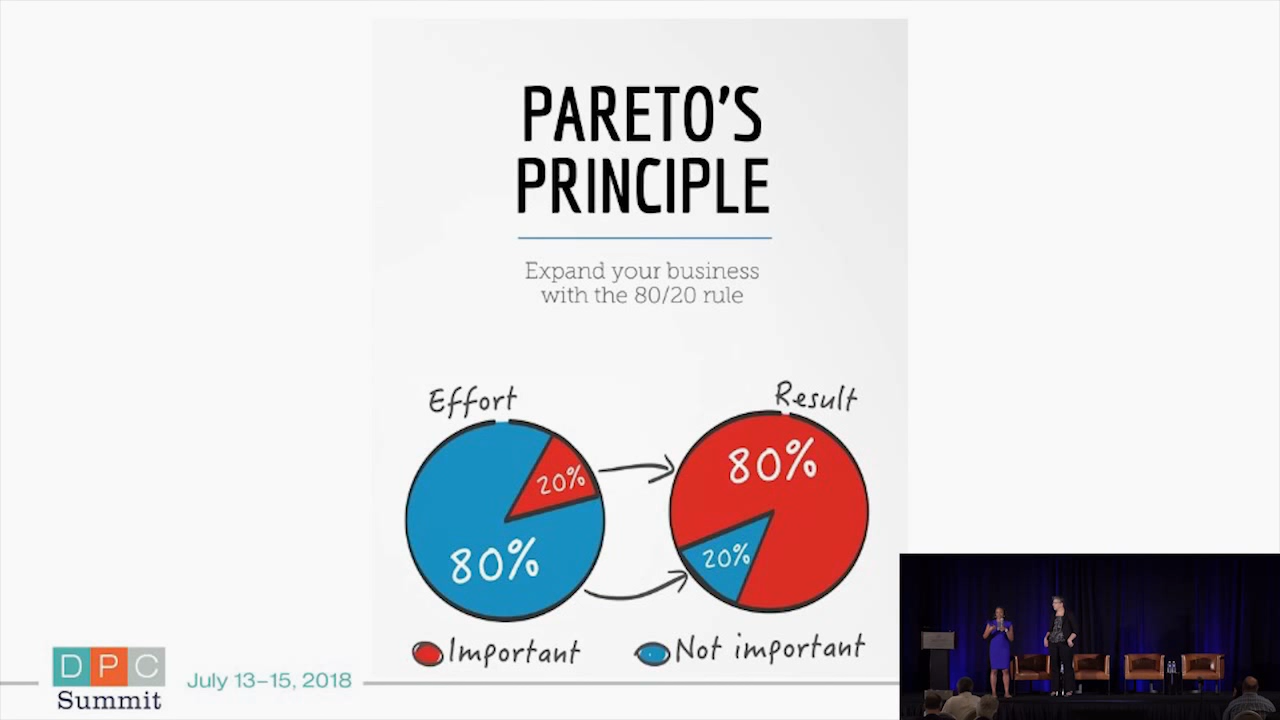 PARETO'S
PRINCIPLE
Expand your business
with the 80/20 rule
Effort
Result
20%
80%
80%
20%
Important
Not important
DPC
Summit
July 13–15, 2018